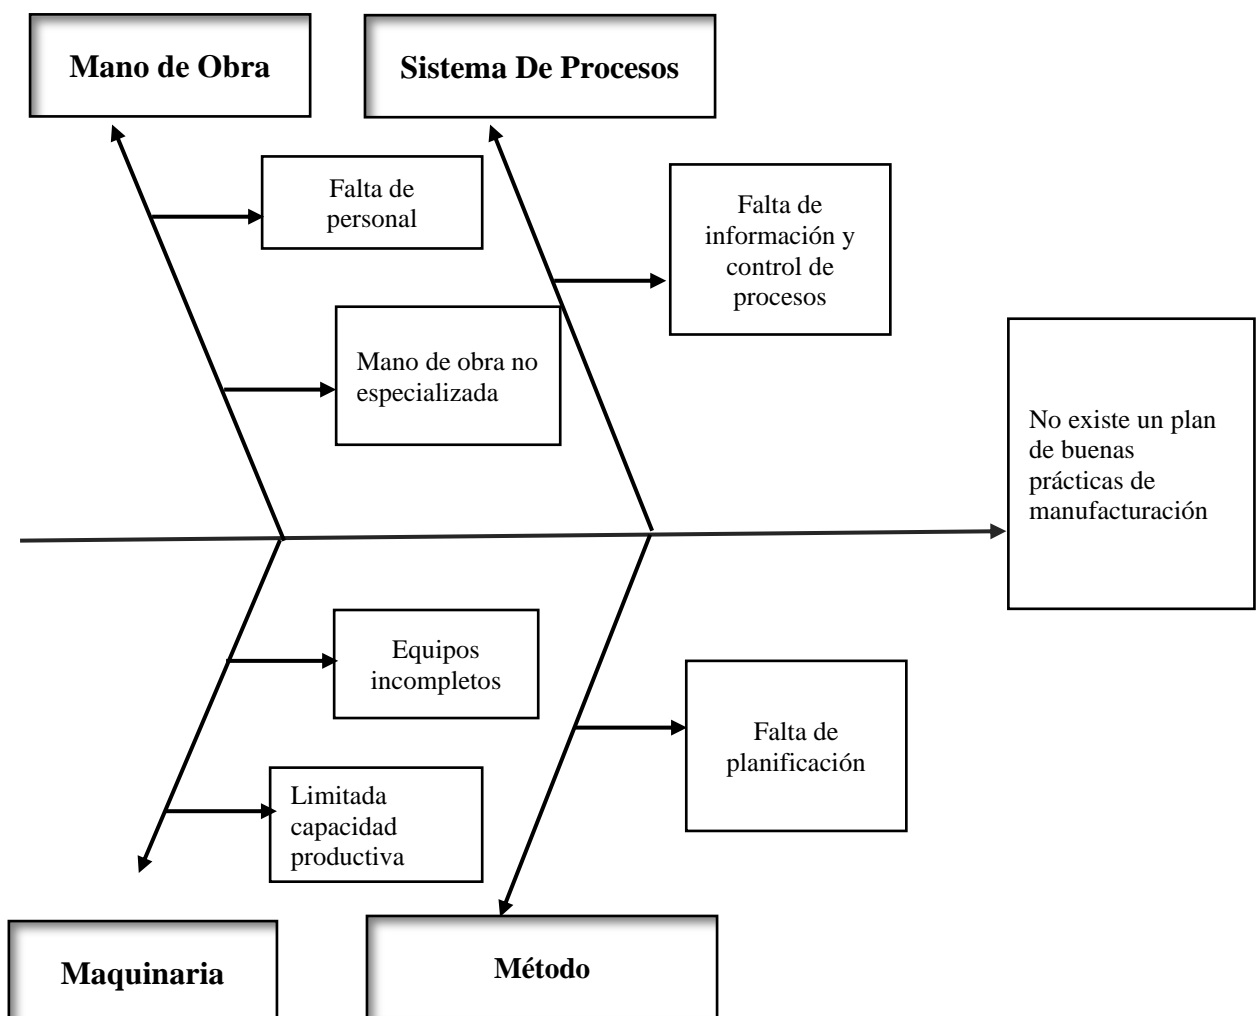 Mano de Obra
Sistema De Procesos
Falta de
personal
Falta de
información y
control de
procesos
Mano de obra no
especializada
No existe un plan
de buenas
prácticas de
manufacturación
Equipos
incompletos
Falta de
planificación
Limitada
capacidad
productiva
Maquinaria
Método